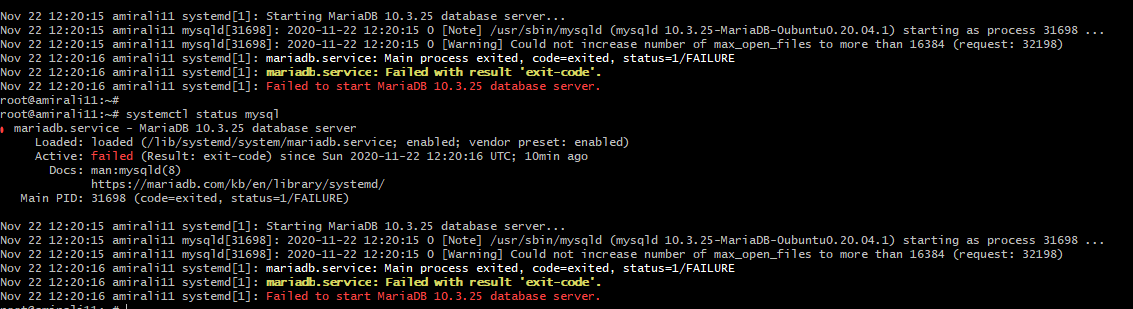 Nov 22 12:20:15 amirali11 systemd[1]: Starting MariaDB 10.3.25 database server...
Nov 22 12:20:15 amirali11 mysqld[31698]: 2020-11-22 12:20:15 0 [Note] /usr/sbin/mysqld (mysqld 10.3.25-MariaDB-0ubuntu0.20.04.1) starting as process 31698 ...
Nov 22 12:20:15 amirali11 mysqld[31698]: 2020-11-22 12:20:15 0 [Warning] Could not increase number of max_open_files to more than 16384 (request: 32198)
Nov 22 12:20:16 amirali11 systemd[1]: mariadb.service: Main process exited, code=exited, status=1/FAILURE
Nov 22 12:20:16 amirali11 systemd[1]: mariadb.service: Failed with result 'exit-code'.
Nov 22 12:20:16 amirali11 systemd[1]: Failed to start MariaDB 10.3.25 database server.
root@amirali11:~#
root@amirali11:~# systemctl status mysql
mariadb.service - MariaDB 10.3.25 database server
Loaded: loaded (/lib/systemd/system/mariadb.service; enabled; vendor preset: enabled)
Active: failed (Result: exit-code) since Sun 2020-11-22 12:20:16 UTC; 10min ago
Docs: man:mysqld(8)
https://mariadb.com/kb/en/library/systemd/
Main PID: 31698 (code=exited, status=1/FAILURE)
Nov 22 12:20:15 amirali11 systemd[1]: Starting MariaDB 10.3.25 database server...
Nov 22 12:20:15 amirali11 mysqld[31698]: 2020-11-22 12:20:15 0 [Note] /usr/sbin/mysqld (mysqld 10.3.25-MariaDB-0ubuntu0.20.04.1) starting as process 31698 ...
Nov 22 12:20:15 amirali11 mysqld[31698]: 2020-11-22 12:20:15 0 [Warning] Could not increase number of max_open_files to more than 16384 (request: 32198)
Nov 22 12:20:16 amirali11 systemd[1]: mariadb.service: Main process exited, code=exited, status=1/FAILURE
Nov 22 12:20:16 amirali11 systemd[1]: mariadb.service: Failed with result 'exit-code'.
Nov 22 12:20:16 amirali11 systemd[1]: Failed to start MariaDB 10.3.25 database server.
root@amirali11:~#